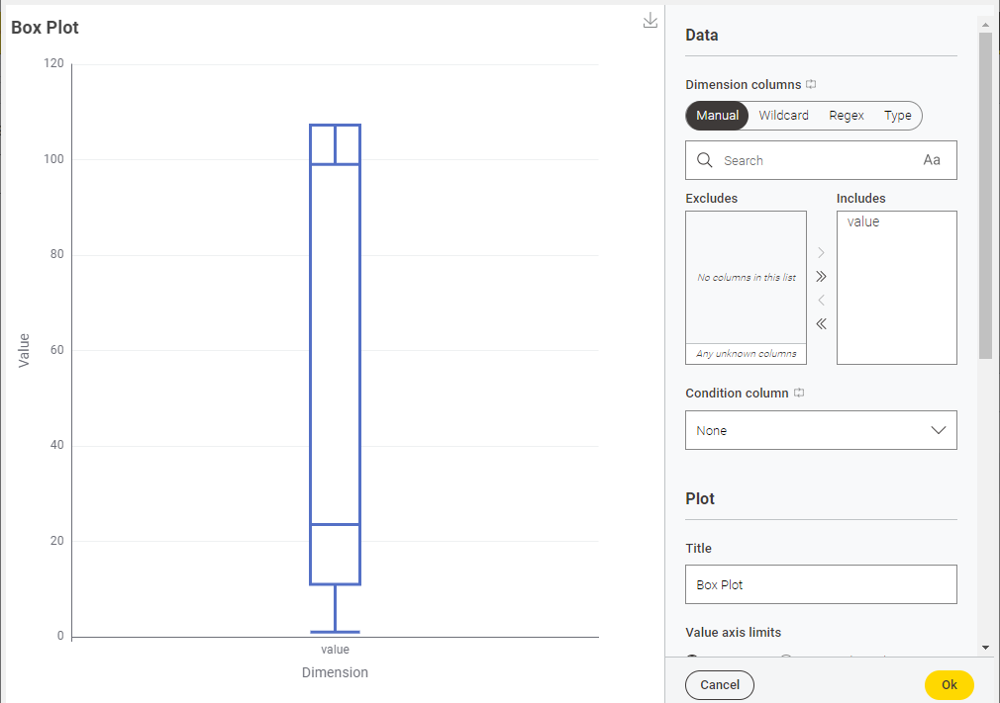 Box Plot
120
100
80
60
40
20
0
Value
value
Dimension
Data
Dimension columns
Manual Wildcard Regex Type
Search Aa
Excludes Includes
value
No columns in this list
Any unknown columns
Condition column
None
Plot
Title
Box Plot
Value axis limits
Cancel Ok